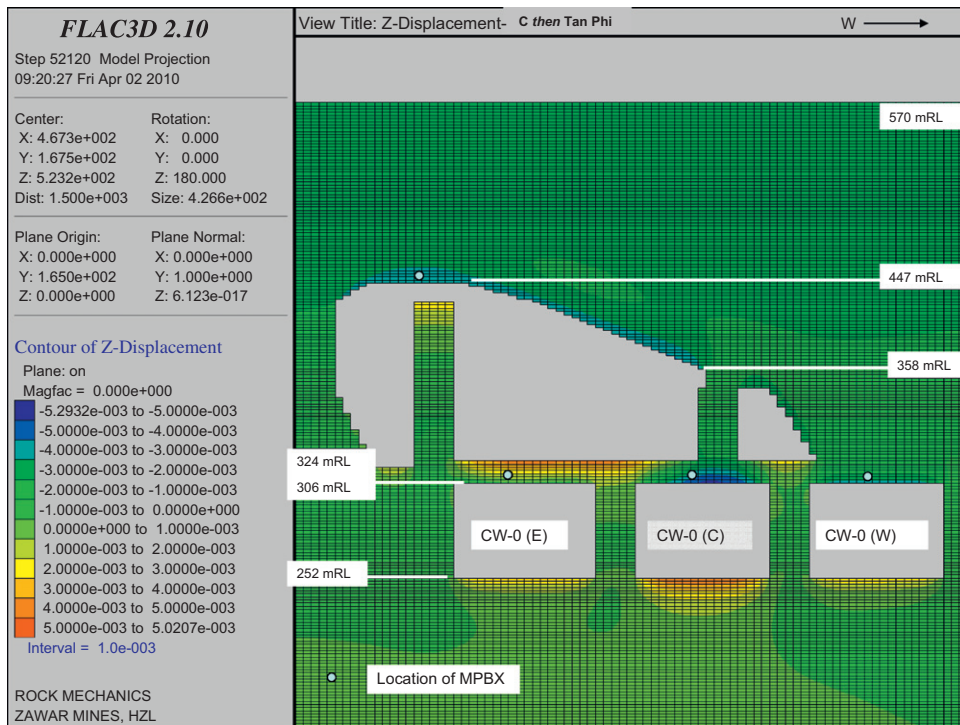 FLAC3D 2.10
Step 52120 Model Projection
09:20:27 Fri Apr 02 2010
Center:
X: 4.673e+002
Y: 1.675e+002
Z: 5.232e+002
Dist: 1.500e+003
Rotation:
X: 0.000
Y: 0.000
Z: 180.000
Size: 4.266e+002
Plane Origin:
X: 0.000e+000
Y: 1.650e+002
Z: 0.000e+000
Plane Normal:
X: 0.000e+000
Y: 1.000e+000
Z: 6.123e-017
Contour of Z-Displacement
Plane: on
Magfac = 0.000e+000
-5.2932e-003 to -5.0000e-003
-5.0000e-003 to -4.0000e-003
-4.0000e-003 to -3.0000e-003
-3.0000e-003 to -2.0000e-003
-2.0000e-003 to -1.0000e-003
-1.0000e-003 to 0.0000e+000
0.0000e+000 to 1.0000e-003
1.0000e-003 to 2.0000e-003
2.0000e-003 to 3.0000e-003
3.0000e-003 to 4.0000e-003
4.0000e-003 to 5.0000e-003
5.0000e-003 to 5.0207e-003
Interval = 1.0e-003
ROCK MECHANICS
ZAWAR MINES, HZL
View Title: Z-Displacement- C then Tan Phi
W
570 mRL
447 mRL
358 mRL
324 mRL
306 mRL
CW-0 (E)
CW-0 (C)
CW-0 (W)
252 mRL
Location of MPBX